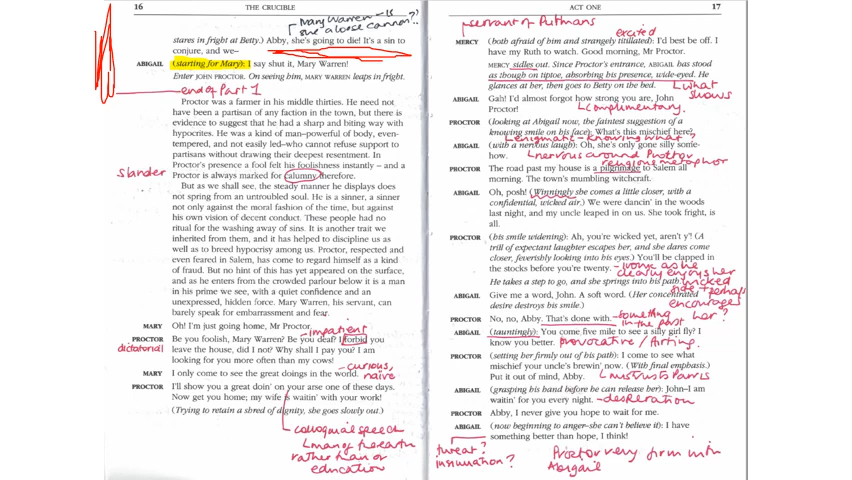 16
THE CRUCIBLE
Mary Warren - is
she a loose cannon??
stares in fright at Betty.) Abby, she's going to die! It's a sin to
conjure, and we–
ABIGAIL (starting for Mary): I say shut it, Mary Warren!
Enter JOHN PROCTOR. On seeing him, MARY WARREN leaps in fright.
end of Part 1
Proctor was a farmer in his middle thirties. He need not
have been a partisan of any faction in the town, but there is
evidence to suggest that he had a sharp and biting way with
hypocrites. He was the kind of man–powerful of body, even-
tempered, and not easily led–who cannot refuse support to
partisans without drawing their deepest resentment. In
Proctor's presence a fool felt his foolishness instantly – and a
slander
Proctor is always marked for calumny therefore.
But as we shall see, the steady manner he displays does
not spring from an untroubled soul. He is a sinner, a sinner
not only against the moral fashion of the time, but against
his own vision of decent conduct. These people had no
ritual for the washing away of sins. It is another trait we
inherited from them, and it has helped to discipline us as
well as to breed hypocrisy among us. Proctor, respected and
even feared in Salem, has come to regard himself as a kind
of fraud. But no hint of this has yet appeared on the surface,
and as he enters from the crowded parlour below it is a man
in his prime we see, with a quiet confidence and an
unexpressed, hidden force. Mary Warren, his servant, can
barely speak for embarrassment and fear.
MARY Oh! I'm just going home, Mr Proctor.
- impatient
PROCTOR Be you foolish, Mary Warren? Be you deaf? I forbid you
dictatorial
leave the house, did I not? Why shall I pay you? I am
looking for you more often than my cows!
- curious,
naive
MARY I only come to see the great doings in the world.
PROCTOR I'll show you a great doin' on your arse one of these days.
Now get you home; my wife is waitin' with your work!
(Trying to retain a shred of dignity, she goes slowly out.)
colloquial speech
man of the earth
rather than of
education
ACT ONE
17
servant of Putnams
excited
MERCY (both afraid of him and strangely titillated): I'd best be off. I
have my Ruth to watch. Good morning, Mr Proctor.
MERCY sidles out. Since Proctor's entrance, ABIGAIL has stood
as though on tiptoe, absorbing his presence, wide-eyed. He
glances at her, then goes to Betty on the bed.
what
shows
ABIGAIL Gah! I'd almost forgot how strong you are, John
Proctor!
complimentary.
PROCTOR (looking at Abigail now, the faintest suggestion of a
knowing smile on his face): What's this mischief here?
enigmatic - knowing what?
ABIGAIL (with a nervous laugh): Oh, she's only gone silly some-
how.
nervous around Proctor
religious metaphor
PROCTOR The road past my house is a pilgrimage to Salem all
morning. The town's mumbling witchcraft.
ABIGAIL Oh, posh! (Winningly she comes a little closer, with a
confidential, wicked air.) We were dancin' in the woods
last night, and my uncle leaped in on us. She took fright, is
all.
PROCTOR (his smile widening): Ah, you're wicked yet, aren't y'! (A
trill of expectant laughter escapes her, and she dares come
closer, feverishly looking into his eyes.) You'll be clapped in
the stocks before you're twenty.
- ironic as he
clearly enjoys her
wicked
side + perhaps
encourages
her?
He takes a step to go, and she springs into his path.
ABIGAIL Give me a word, John. A soft word. (Her concentrated
desire destroys his smile.)
PROCTOR No, no, Abby. That's done with.
- something
in the past
ABIGAIL (tauntingly): You come five mile to see a silly girl fly? I
know you better.
provocative / flirting.
PROCTOR (setting her firmly out of his path): I come to see what
mischief your uncle's brewin' now. (With final emphasis.)
Put it out of mind, Abby.
mistrusts Parris
ABIGAIL (grasping his hand before he can release her): John–I am
waitin' for you every night.
- desperation
PROCTOR Abby, I never give you hope to wait for me.
ABIGAIL (now beginning to anger–she can't believe it): I have
something better than hope, I think!
threat?
insinuation?
Proctor very firm with
Abigail